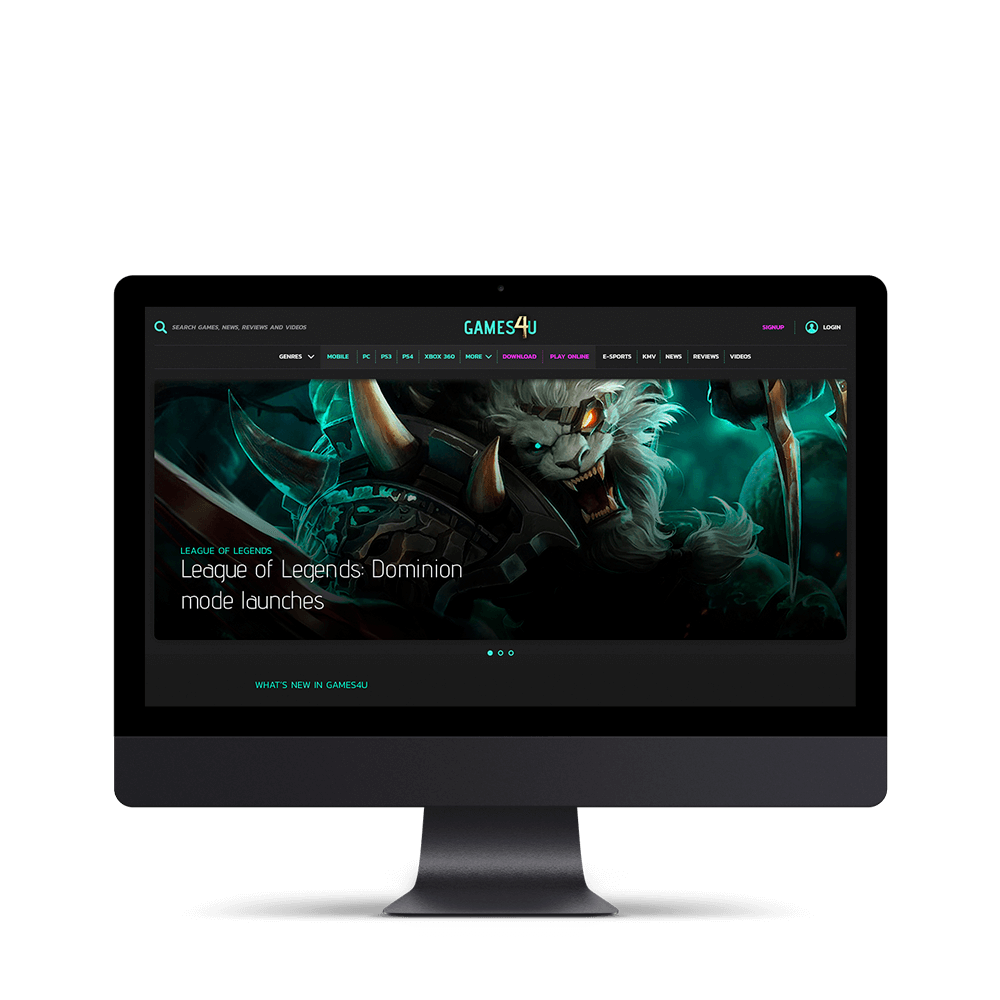 SEARCH GAMES, NEWS, REVIEWS AND VIDEOS
GAMES4U
SIGNUP
LOGIN
GENRES MOBILE PC PS3 PS4 XBOX 360 MORE DOWNLOAD PLAY ONLINE E-SPORTS KMV NEWS REVIEWS VIDEOS
LEAGUE OF LEGENDS
League of Legends: Dominion
mode launches
WHAT'S NEW IN GAMES4U